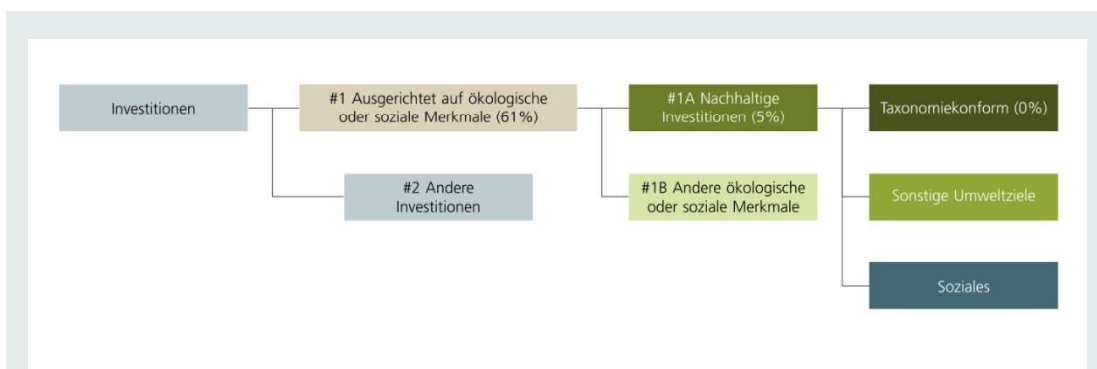 Investitionen
#1 Ausgerichtet auf ökologische
oder soziale Merkmale (61%)
#1A Nachhaltige
Investitionen (5%)
Taxonomiekonform (0%)
#2 Andere
Investitionen
#1B Andere ökologische
oder soziale Merkmale
Sonstige Umweltziele
Soziales